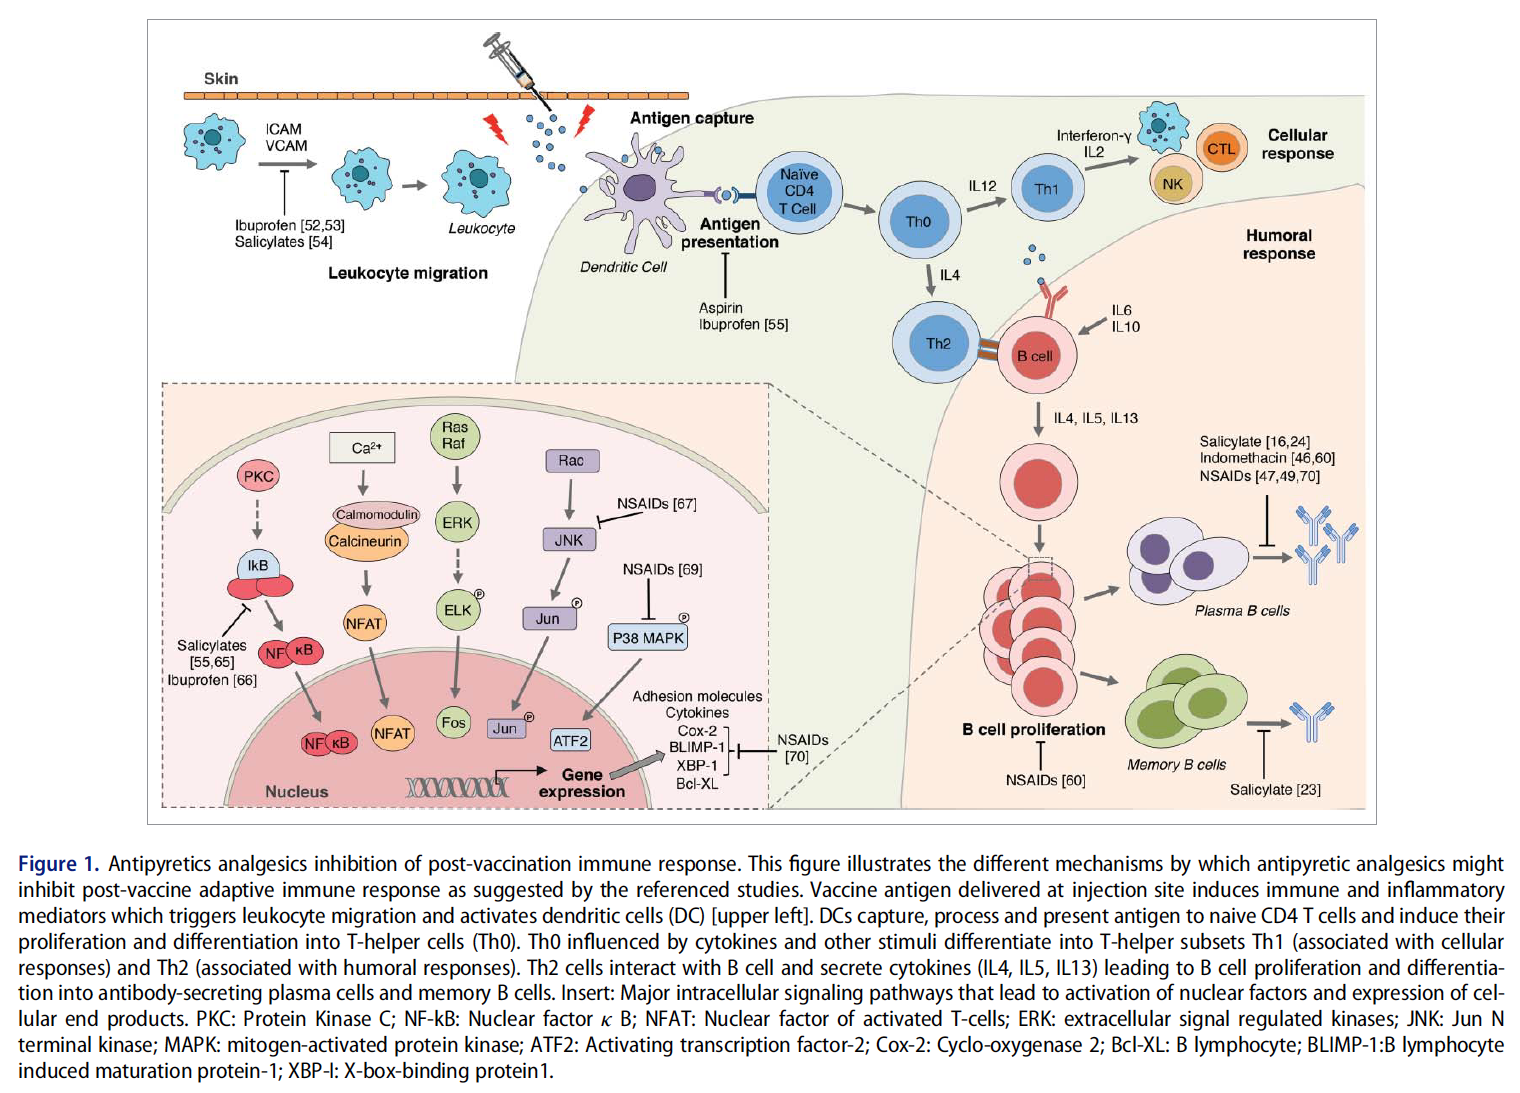 Skin
ICAM
VCAM
Ibuprofen [52,53]
Salicylates [54]
Leukocyte
Leukocyte migration
Antigen capture
Dendritic Cell
Antigen
presentation
Aspirin
Ibuprofen [55]
Naïve
CD4
T Cell
Th0
IL12
Th1
Interferon-γ
IL2
CTL
NK
Cellular
response
IL4
Th2
Humoral
response
B cell
IL6
IL10
IL4, IL5, IL13
Salicylate [16,24]
Indomethacin [46,60]
NSAIDs [47,49,70]
Plasma B cells
Memory B cells
B cell proliferation
NSAIDs [60]
Salicylate [23]
PKC
IkB
Salicylates
[55,65]
Ibuprofen [66]
NF κB
NF κB
Ca2+
Calmomodulin
Calcineurin
NFAT
NFAT
Ras
Raf
ERK
ELK
P
Fos
Rac
NSAIDs [67]
JNK
Jun
P
Jun
P
NSAIDs [69]
P38 MAPK
P
ATF2
Nucleus
Gene
expression
Adhesion molecules
Cytokines
Cox-2
BLIMP-1
XBP-1
Bcl-XL
NSAIDs
[70]
Figure 1. Antipyretics analgesics inhibition of post-vaccination immune response. This figure illustrates the different mechanisms by which antipyretic analgesics might
inhibit post-vaccine adaptive immune response as suggested by the referenced studies. Vaccine antigen delivered at injection site induces immune and inflammatory
mediators which triggers leukocyte migration and activates dendritic cells (DC) [upper left]. DCs capture, process and present antigen to naive CD4 T cells and induce their
proliferation and differentiation into T-helper cells (Th0). Th0 influenced by cytokines and other stimuli differentiate into T-helper subsets Th1 (associated with cellular
responses) and Th2 (associated with humoral responses). Th2 cells interact with B cell and secrete cytokines (IL4, IL5, IL13) leading to B cell proliferation and differentia-
tion into antibody-secreting plasma cells and memory B cells. Insert: Major intracellular signaling pathways that lead to activation of nuclear factors and expression of cel-
lular end products. PKC: Protein Kinase C; NF-kB: Nuclear factor κ B; NFAT: Nuclear factor of activated T-cells; ERK: extracellular signal regulated kinases; JNK: Jun N
terminal kinase; MAPK: mitogen-activated protein kinase; ATF2: Activating transcription factor-2; Cox-2: Cyclo-oxygenase 2; Bcl-XL: B lymphocyte; BLIMP-1:B lymphocyte
induced maturation protein-1; XBP-I: X-box-binding protein1.